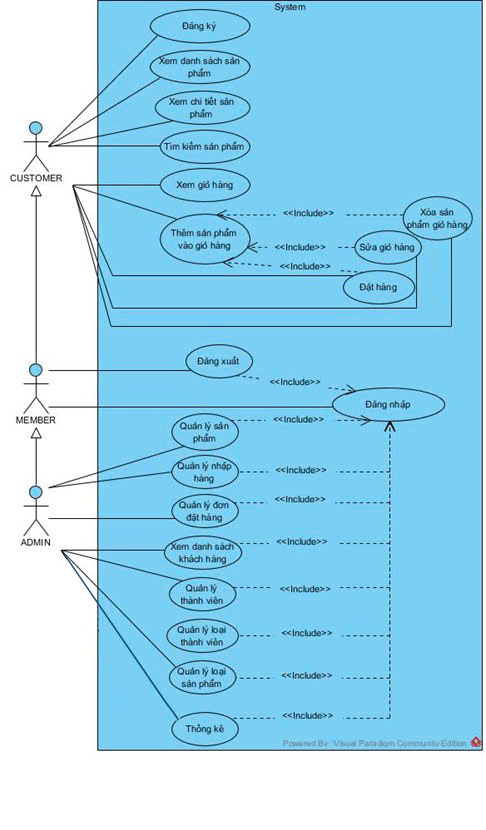 System
Đăng ký
Xem danh sách sản
phẩm
Xem chi tiết sản
phẩm
CUSTOMER
Tìm kiếm sản phẩm
Xem giỏ hàng
Thêm sản phẩm
vào giỏ hàng
<<Include>>
Xóa sản
phẩm giỏ hàng
<<Include>>
Sửa giỏ hàng
<<Include>>
Đặt hàng
Đăng xuất
<<Include>>
Đăng nhập
MEMBER
Quản lý sản
phẩm
<<Include>>
Quản lý nhập
hàng
<<Include>>
Quản lý đơn
đặt hàng
<<Include>>
ADMIN
Xem danh sách
khách hàng
<<Include>>
Quản lý
thành viên
<<Include>>
Quản lý loại
thành viên
<<Include>>
Quản lý loại
sản phẩm
<<Include>>
Thống kê
<<Include>>
Powered By: Visual Paradigm Community Edition